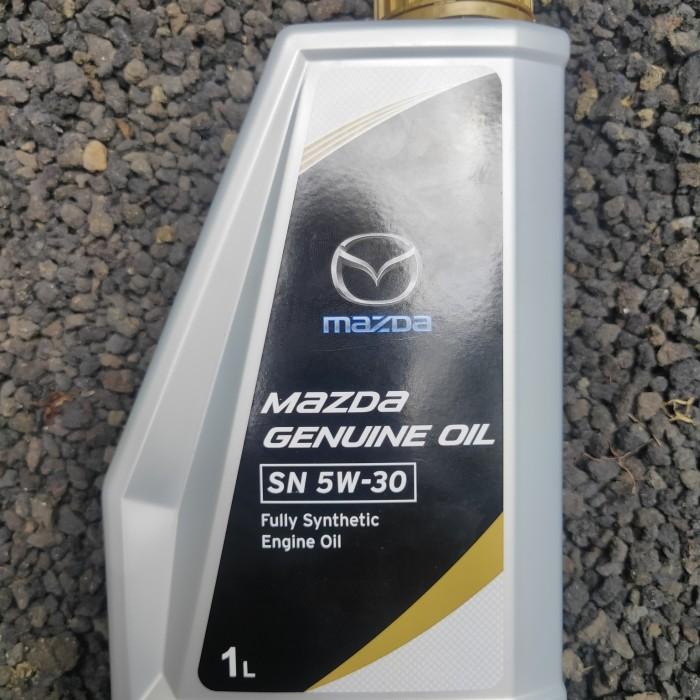 mazda
mazda
GENUINE OIL
SN 5W-30
Fully Synthetic
Engine Oil
1L